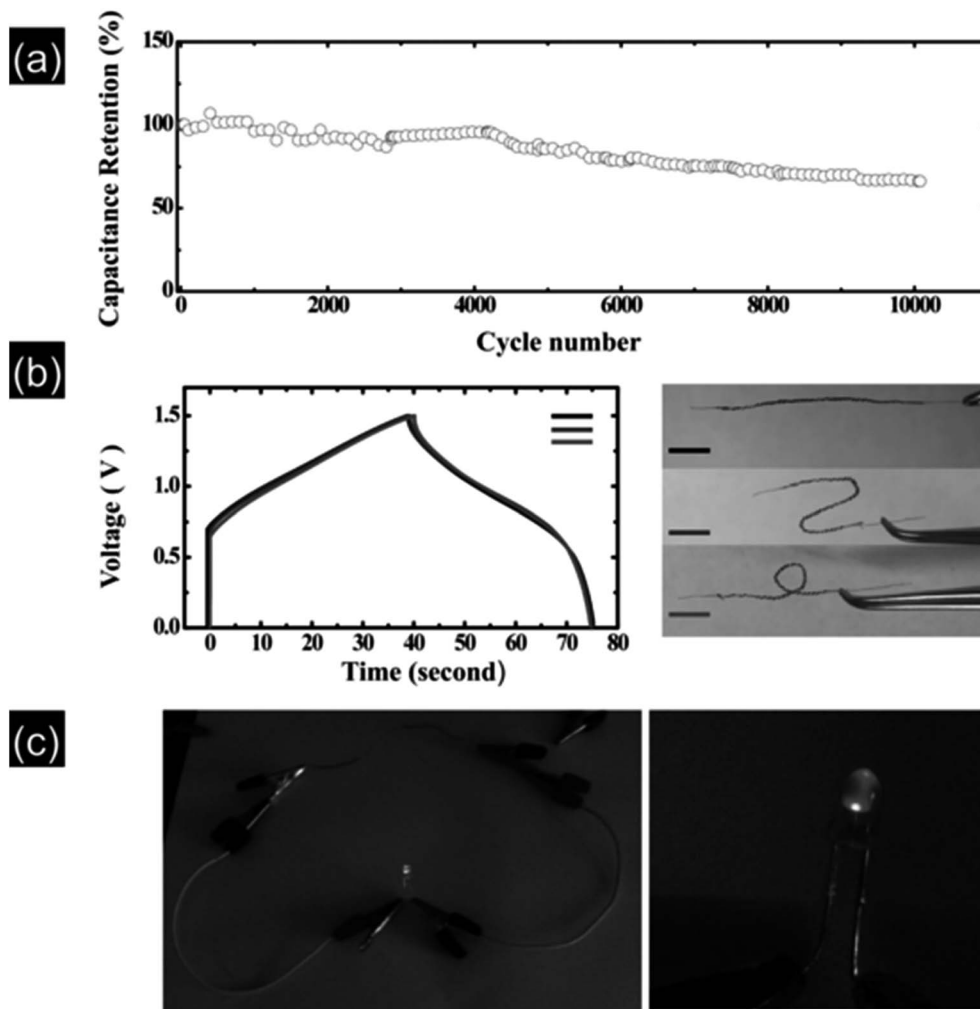 (a)
Capacitance Retention (%)
150
100
50
0
0 2000 4000 6000 8000 10000
Cycle number
(b)
Voltage ( V )
1.5
1.0
0.5
0.0
0 10 20 30 40 50 60 70 80
Time (second)
(c)